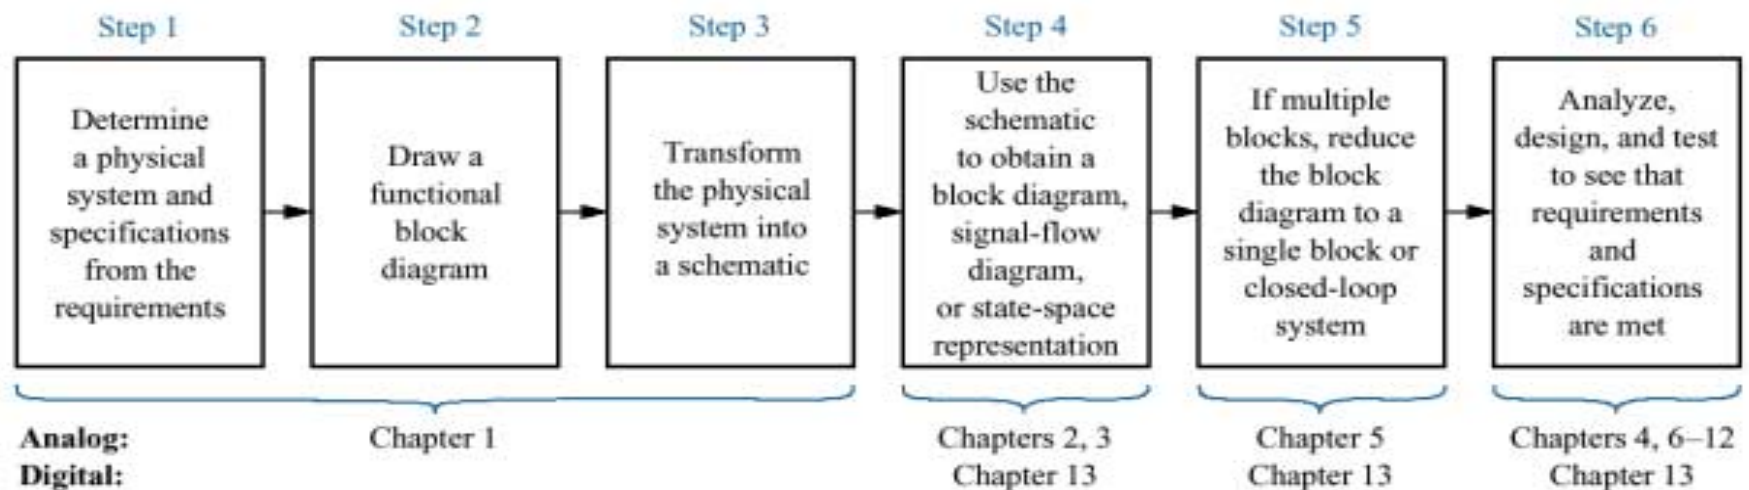 Step 1
Determine
a physical
system and
specifications
from the
requirements
Step 2
Draw a
functional
block
diagram
Step 3
Transform
the physical
system into
a schematic
Step 4
Use the
schematic
to obtain a
block diagram,
signal-flow
diagram,
or state-space
representation
Step 5
If multiple
blocks, reduce
the block
diagram to a
single block or
closed-loop
system
Step 6
Analyze,
design, and test
to see that
requirements
and
specifications
are met
Analog: Chapter 1 Chapters 2, 3 Chapter 5 Chapters 4, 6–12
Digital: Chapter 13 Chapter 13 Chapter 13